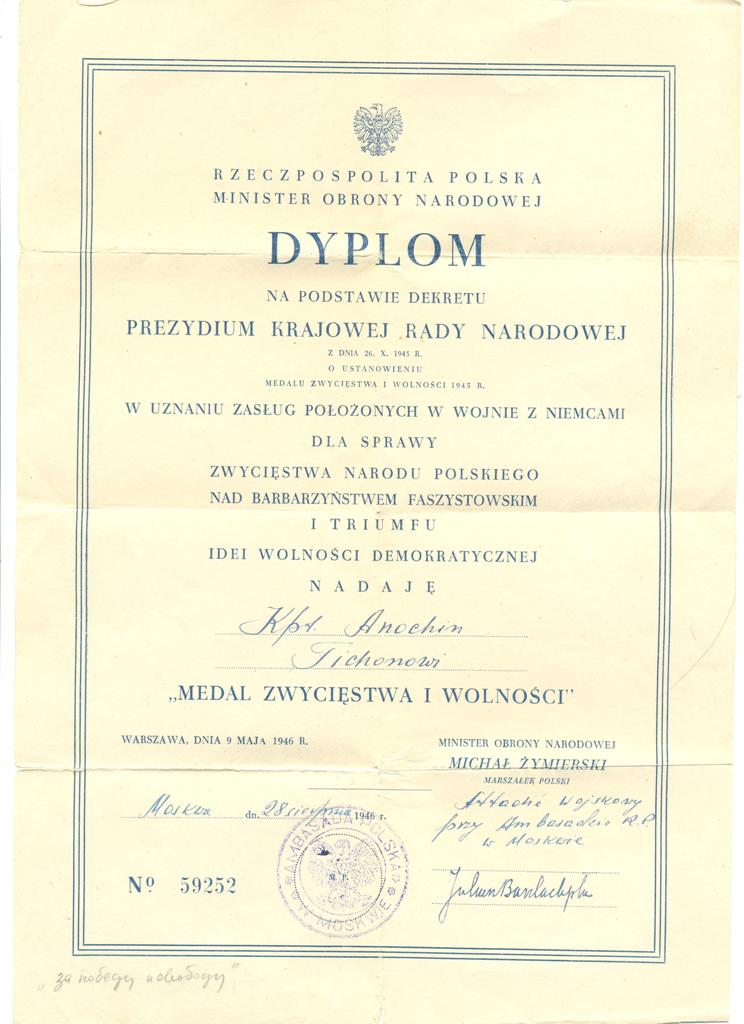 RZECZPOSPOLITA POLSKA
MINISTER OBRONY NARODOWEJ
DYPLOM
NA PODSTAWIE DEKRETU
PREZYDIUM KRAJOWEJ RADY NARODOWEJ
Z DNIA 26. X. 1945 R.
O USTANOWIENIU
MEDALU ZWYCIĘSTWA I WOLNOŚCI 1945 R.
W UZNANIU ZASŁUG POŁOŻONYCH W WOJNIE Z NIEMCAMI
DLA SPRAWY
ZWYCIĘSTWA NARODU POLSKIEGO
NAD BARBARZYŃSTWEM FASZYSTOWSKIM
I TRIUMFU
IDEI WOLNOŚCI DEMOKRATYCZNEJ
NADAJĘ
Kpt. Anochin
Tichonowi
„MEDAL ZWYCIĘSTWA I WOLNOŚCI"
WARSZAWA, DNIA 9 MAJA 1946 R.
MINISTER OBRONY NARODOWEJ
MICHAŁ ŻYMIERSKI
MARSZAŁEK POLSKI
Moskwa dn. 28 sierpnia 1946 r.
Attaché Wojskowy
przy Ambasadzie R.P.
w Moskwie
AMBASADA POLSKA
W MOSKWIE
M. P.
Nº 59252
Julian
„за победу и свободу"